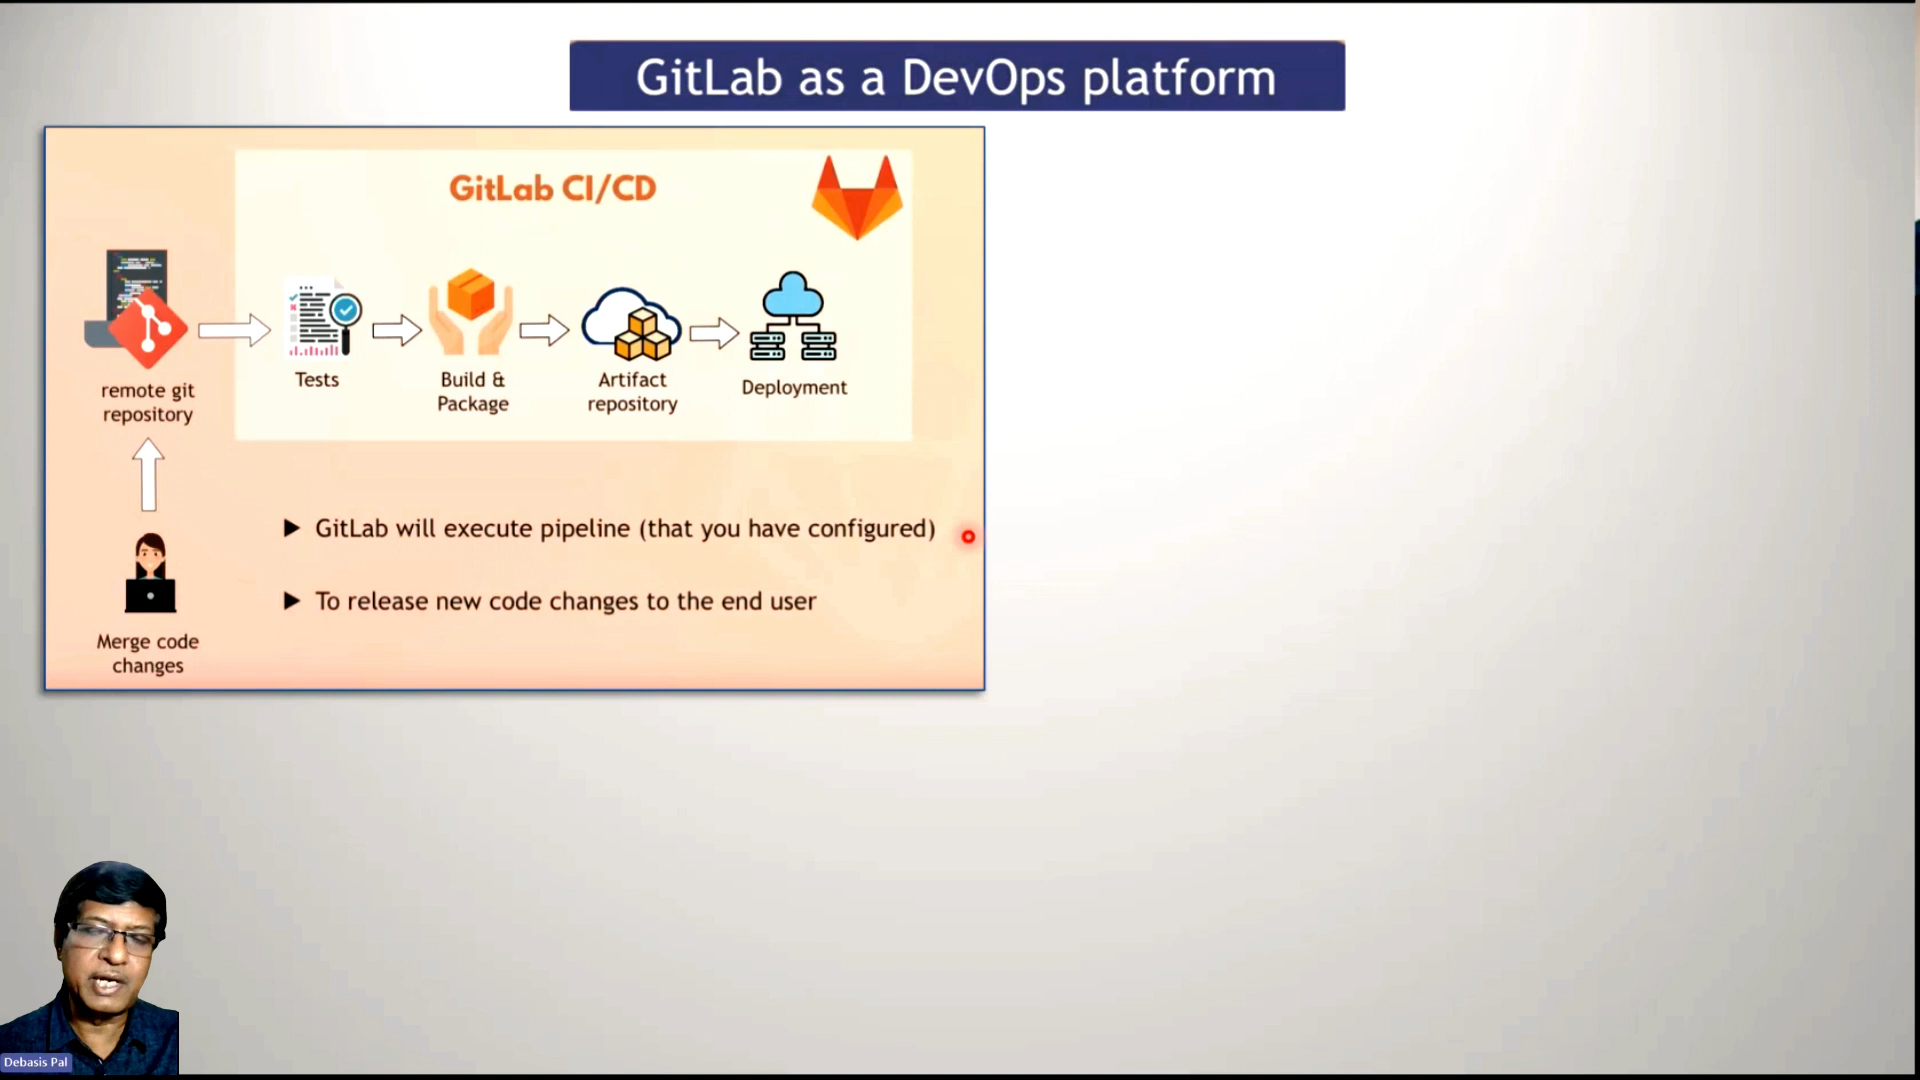 GitLab as a DevOps platform
GitLab CI/CD
Tests
Build &
Package
Artifact
repository
Deployment
remote git
repository
► GitLab will execute pipeline (that you have configured)
► To release new code changes to the end user
Merge code
changes
Debasis Pal